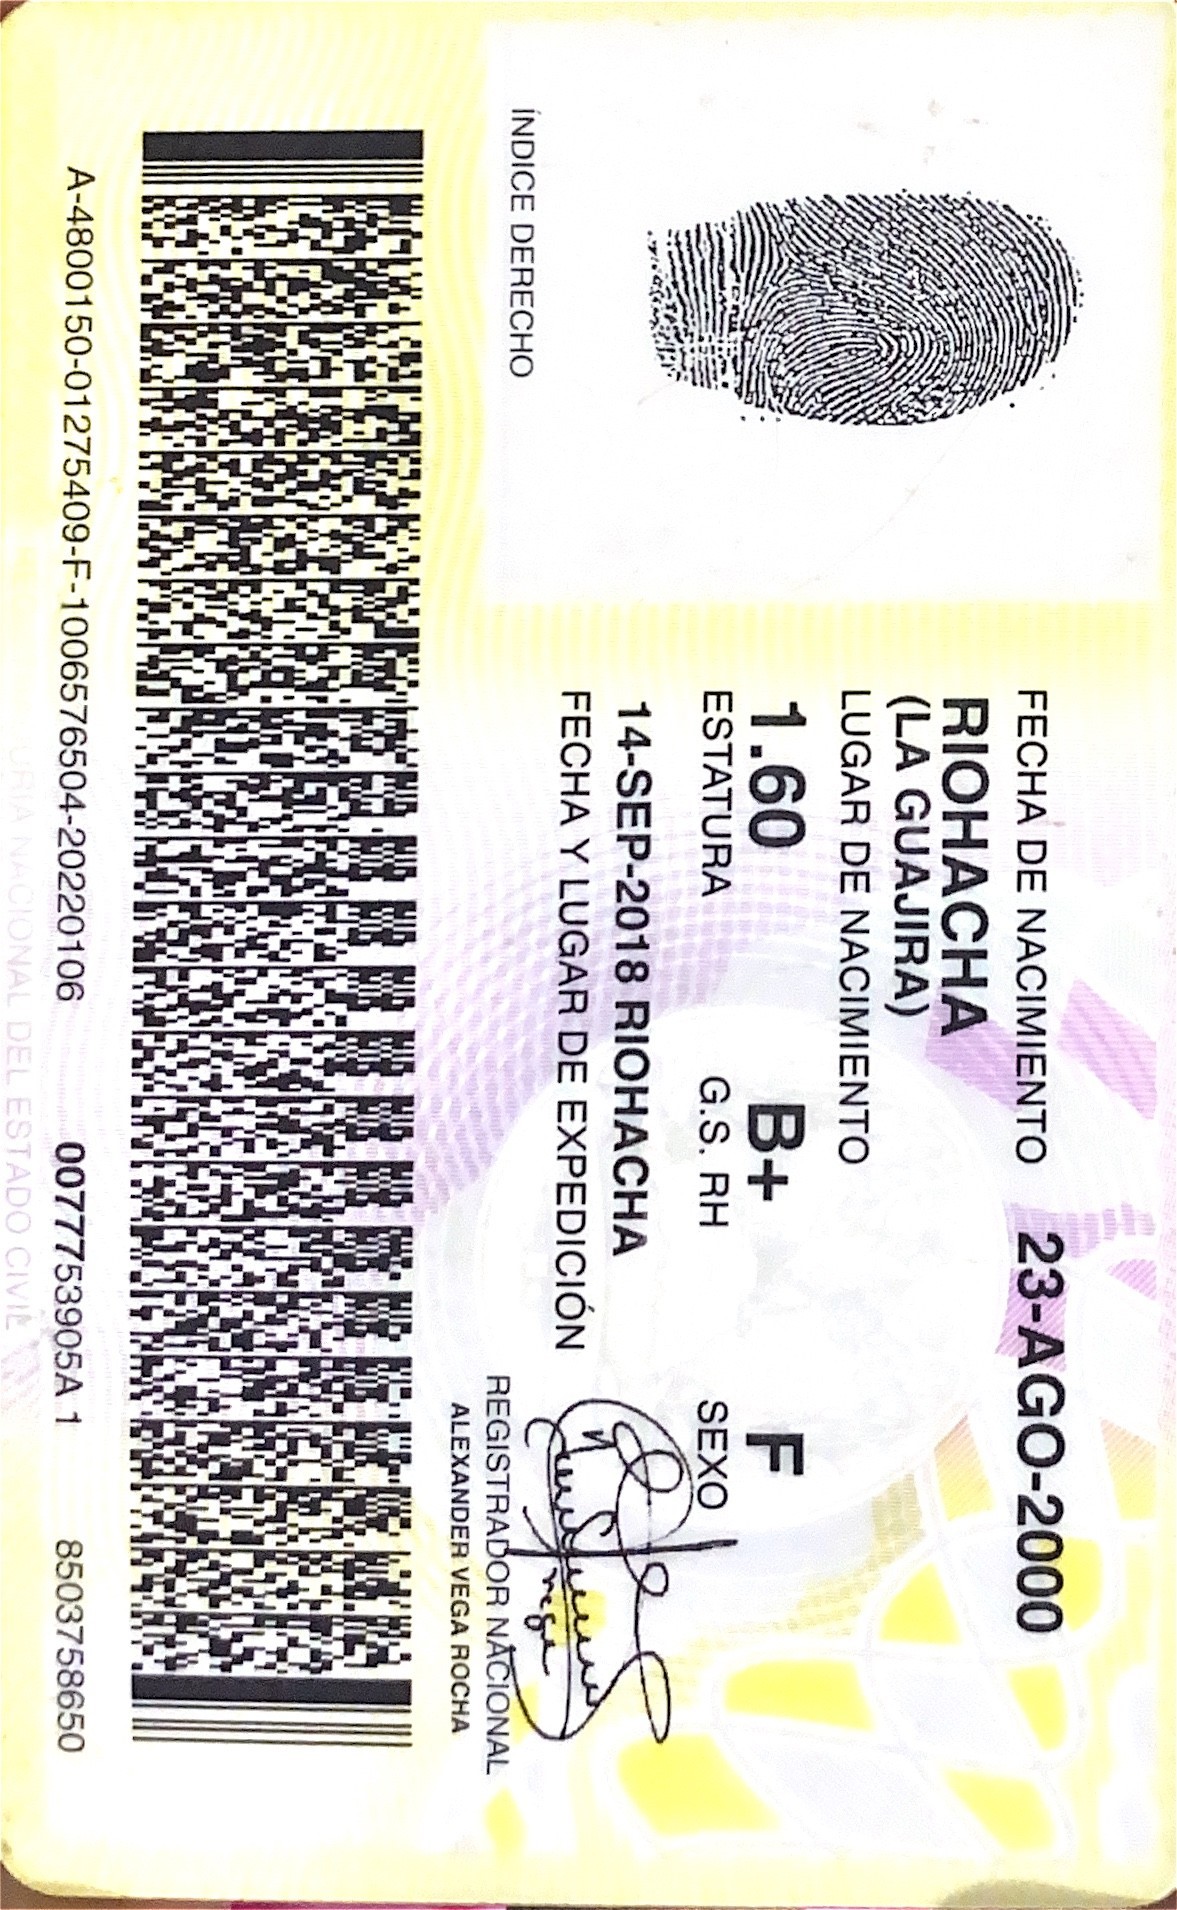 FECHA DE NACIMIENTO 23-AGO-2000
RIOHACHA
(LA GUAJIRA)
LUGAR DE NACIMIENTO
1.60 B+ F
ESTATURA G.S. RH SEXO
14-SEP-2018 RIOHACHA
FECHA Y LUGAR DE EXPEDICIÓN
ÍNDICE DERECHO
REGISTRADOR NACIONAL
ALEXANDER VEGA ROCHA
A-4800150-01275409-F-1006576504-20220106 0077753905A 1 8503758650
NACIONAL DEL ESTADO CIVIL